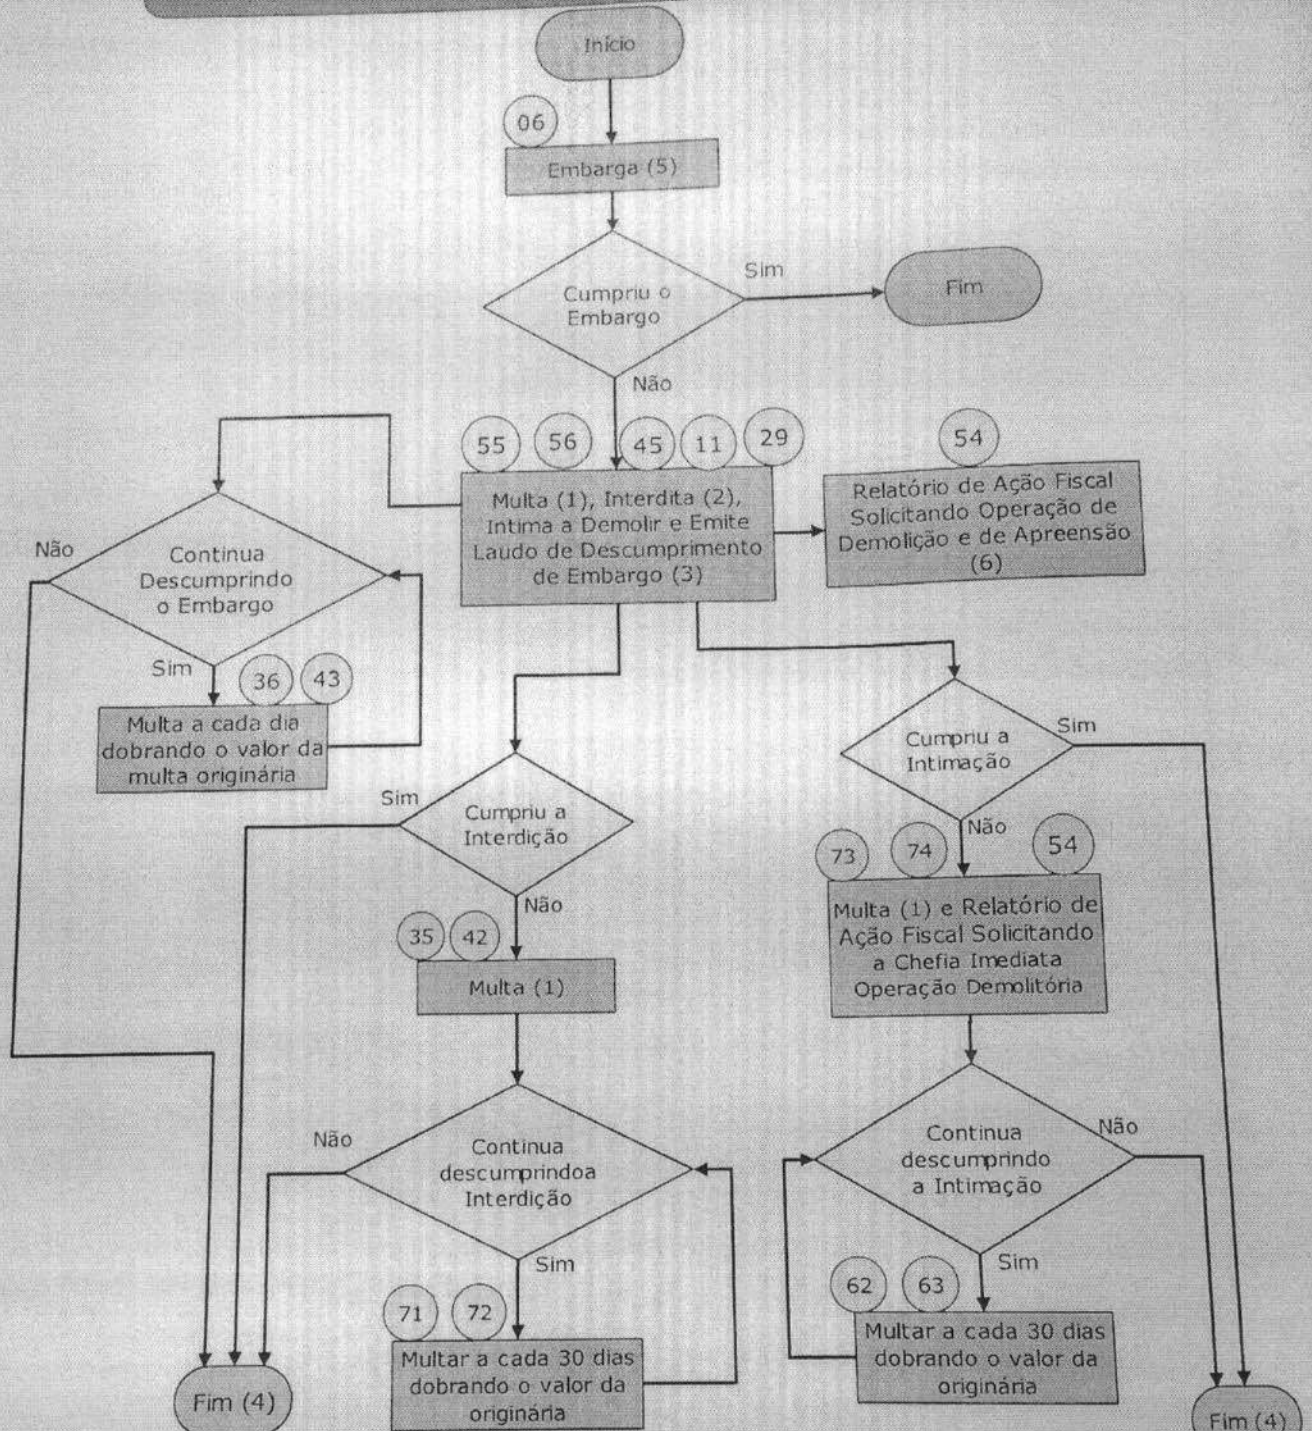 Início
06
Embarga (5)
Cumpriu o
Embargo
Sim
Fim
Não
55
56
45
11
29
54
Multa (1), Interdita (2),
Intima a Demolir e Emite
Laudo de Descumprimento
de Embargo (3)
Relatório de Ação Fiscal
Solicitando Operação de
Demolição e de Apreensão
(6)
Não
Continua
Descumprindo
o Embargo
Sim
36
43
Multa a cada dia
dobrando o valor da
multa originária
Cumpriu a
Intimação
Sim
Não
Sim
Cumpriu a
Interdição
Não
73
74
54
Multa (1) e Relatório de
Ação Fiscal Solicitando
a Chefia Imediata
Operação Demolitória
35
42
Multa (1)
Não
Continua
descumprindoa
Interdição
Sim
Continua
descumprindo
a Intimação
Não
Sim
71
72
Multar a cada 30 dias
dobrando o valor da
originária
62
63
Multar a cada 30 dias
dobrando o valor da
originária
Fim (4)
Fim (4)